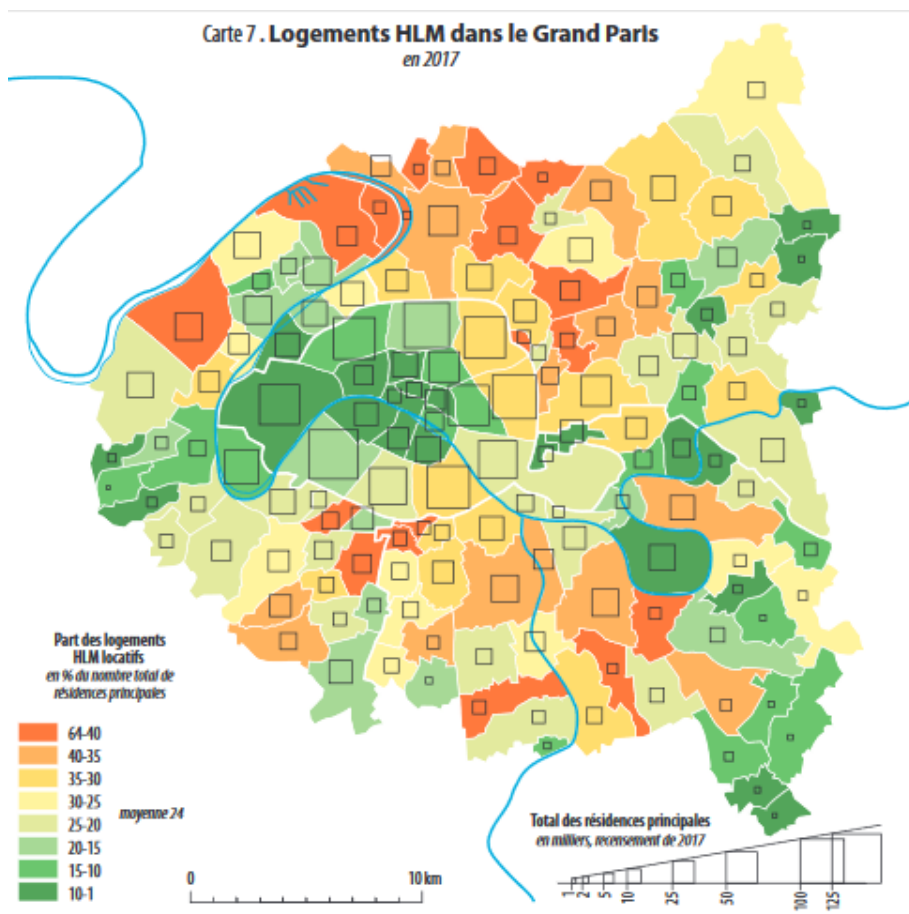 Carte 7 . Logements HLM dans le Grand Paris
en 2017
Part des logements
HLM locatifs
en % du nombre total de
résidences principales
64-40
40-35
35-30
30-25
25-20
20-15
15-10
10-1
moyenne 24
0 10 km
Total des résidences principales
en milliers, recensement de 2017
1 2 5 10 25 50 100 125